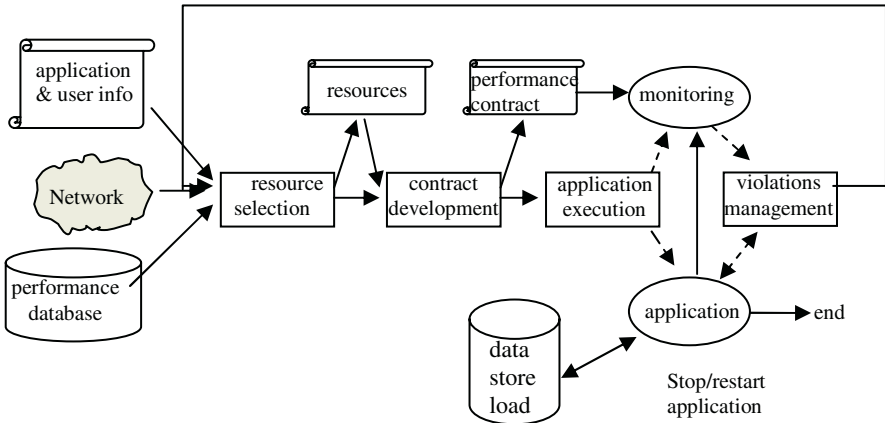 application
& user info
resources
performance
contract
monitoring
Network
resource
selection
contract
development
application
execution
violations
management
performance
database
application
end
data
store
load
Stop/restart
application